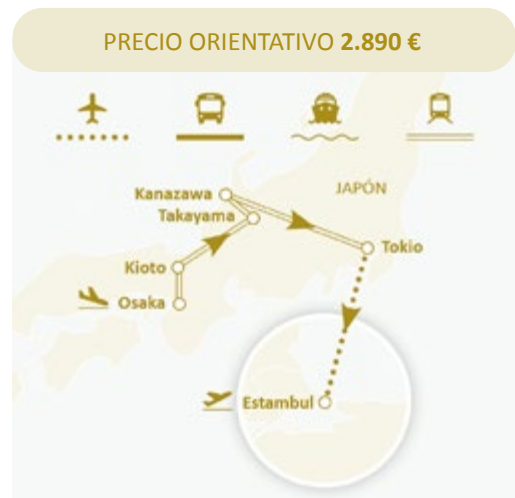 PRECIO ORIENTATIVO 2.890 €
JAPÓN
Kanazawa
Takayama
Tokio
Kioto
Osaka
Estambul